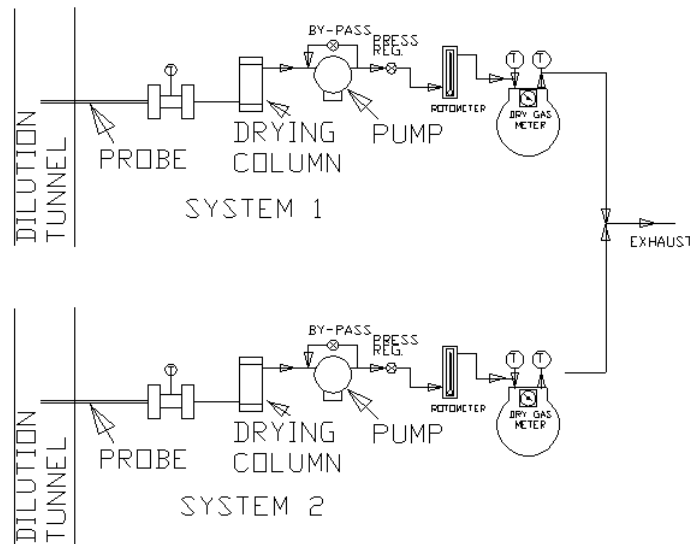 BY-PASS
PRESS
REG.
T
T
T
ROTOMETER
DRY GAS
METER
DRYING
COLUMN
PUMP
PROBE
DILUTION
TUNNEL
SYSTEM 1
EXHAUST
BY-PASS
PRESS
REG.
T
T
T
ROTOMETER
DRY GAS
METER
DRYING
COLUMN
PUMP
PROBE
DILUTION
TUNNEL
SYSTEM 2